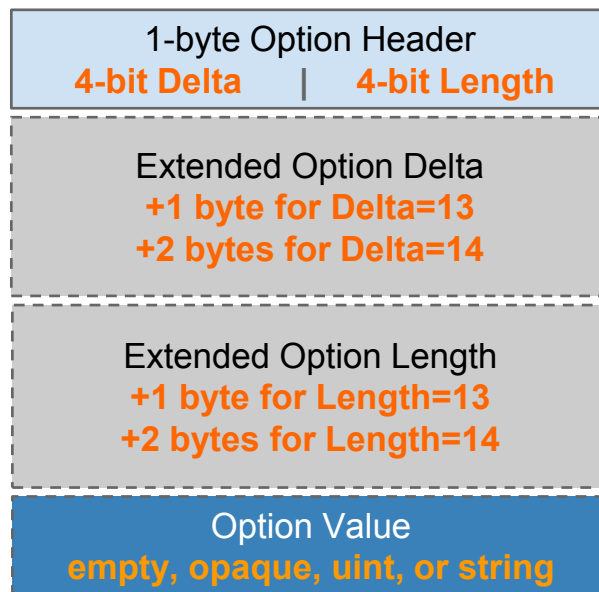 1-byte Option Header
4-bit Delta | 4-bit Length
Extended Option Delta
+1 byte for Delta=13
+2 bytes for Delta=14
Extended Option Length
+1 byte for Length=13
+2 bytes for Length=14
Option Value
empty, opaque, uint, or string